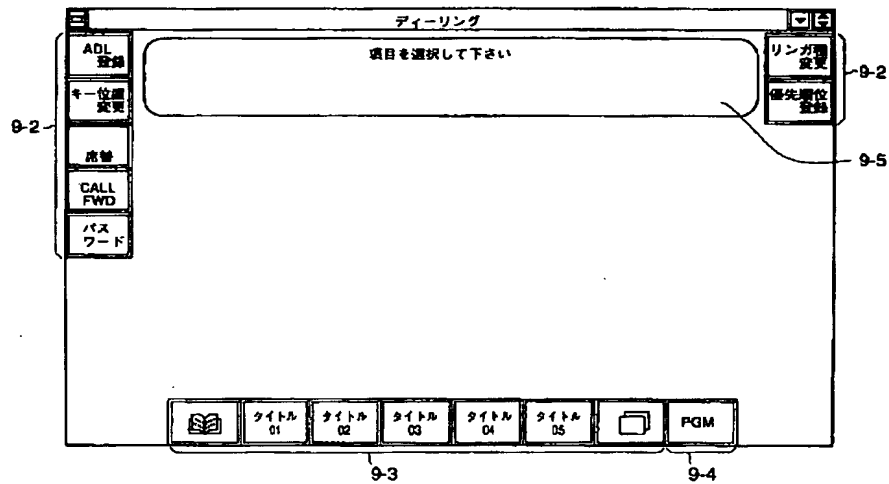 ディーリング
ADL
登録
項目を選択して下さい
リンガ種
変更
9-2
キー位置
変更
優先順位
登録
9-2
席替
9-5
CALL
FWD
パス
ワード
タイトル
01
タイトル
02
タイトル
03
タイトル
04
タイトル
05
PGM
9-3
9-4